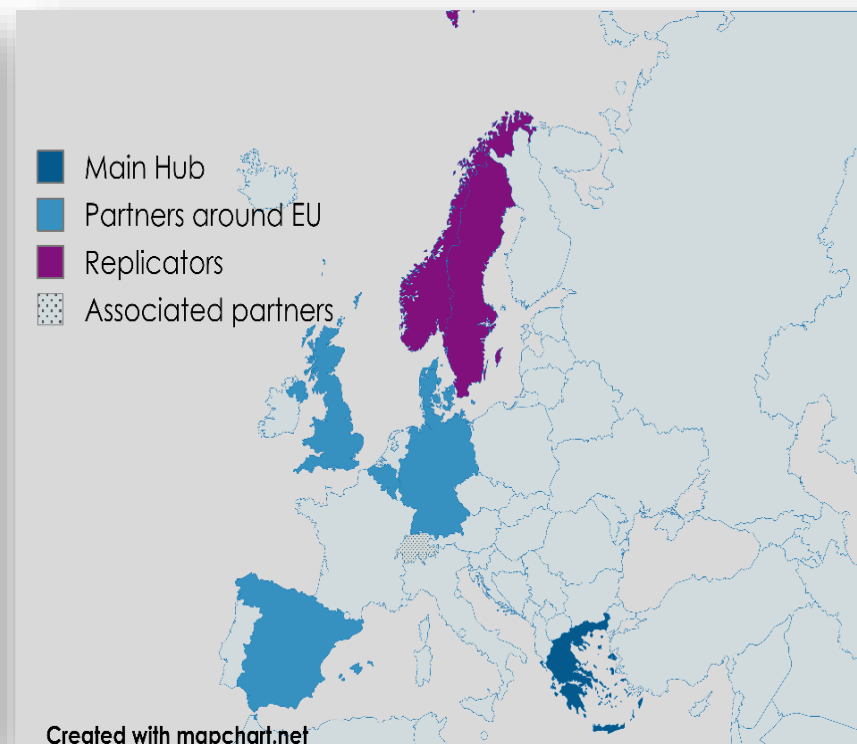 Main Hub
Partners around EU
Replicators
Associated partners
Created with mapchart.net